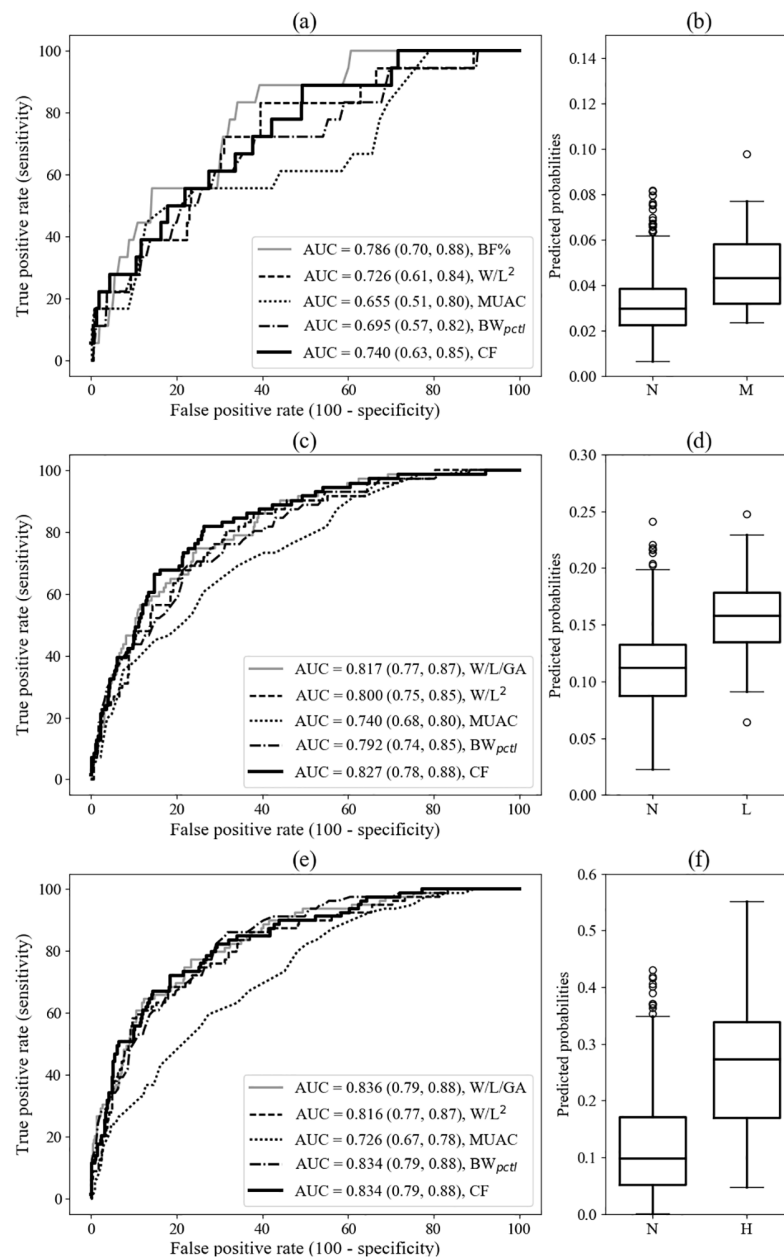 (a)
True positive rate (sensitivity)
100
80
60
40
20
0
AUC = 0.786 (0.70, 0.88), BF%
AUC = 0.726 (0.61, 0.84), W/L²
AUC = 0.655 (0.51, 0.80), MUAC
AUC = 0.695 (0.57, 0.82), BWpctl
AUC = 0.740 (0.63, 0.85), CF
0 20 40 60 80 100
False positive rate (100 - specificity)
(b)
Predicted probabilities
0.14
0.12
0.10
0.08
0.06
0.04
0.02
0.00
N M
(c)
True positive rate (sensitivity)
100
80
60
40
20
0
AUC = 0.817 (0.77, 0.87), W/L/GA
AUC = 0.800 (0.75, 0.85), W/L²
AUC = 0.740 (0.68, 0.80), MUAC
AUC = 0.792 (0.74, 0.85), BWpctl
AUC = 0.827 (0.78, 0.88), CF
0 20 40 60 80 100
False positive rate (100 - specificity)
(d)
Predicted probabilities
0.30
0.25
0.20
0.15
0.10
0.05
0.00
N L
(e)
True positive rate (sensitivity)
100
80
60
40
20
0
AUC = 0.836 (0.79, 0.88), W/L/GA
AUC = 0.816 (0.77, 0.87), W/L²
AUC = 0.726 (0.67, 0.78), MUAC
AUC = 0.834 (0.79, 0.88), BWpctl
AUC = 0.834 (0.79, 0.88), CF
0 20 40 60 80 100
False positive rate (100 - specificity)
(f)
Predicted probabilities
0.6
0.5
0.4
0.3
0.2
0.1
0.0
N H